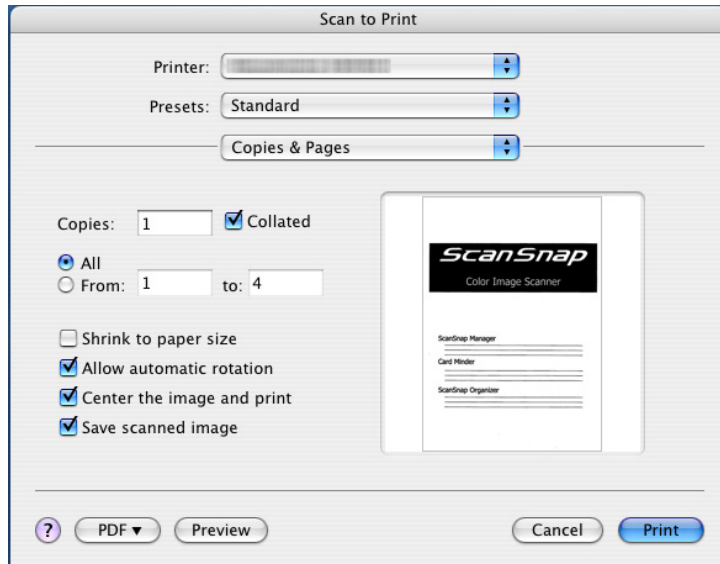 Scan to Print
Printer:
Presets: Standard
Copies & Pages
Copies: 1 Collated
All
From: 1 to: 4
Shrink to paper size
Allow automatic rotation
Center the image and print
Save scanned image
ScanSnap
Color Image Scanner
ScanSnap Manager
Card Minder
ScanSnap Organizer
? PDF▼ Preview Cancel Print